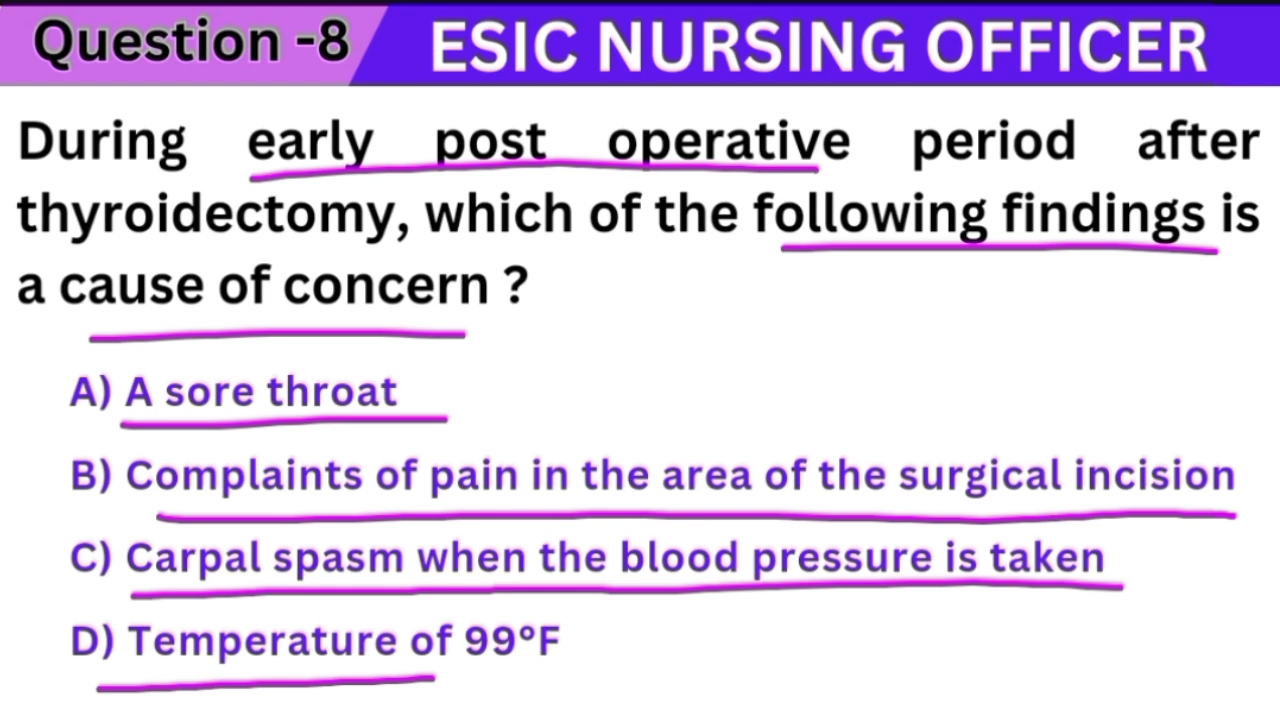 Question -8
ESIC NURSING OFFICER
During early post operative period after
thyroidectomy, which of the following findings is
a cause of concern ?
A) A sore throat
B) Complaints of pain in the area of the surgical incision
C) Carpal spasm when the blood pressure is taken
D) Temperature of 99°F